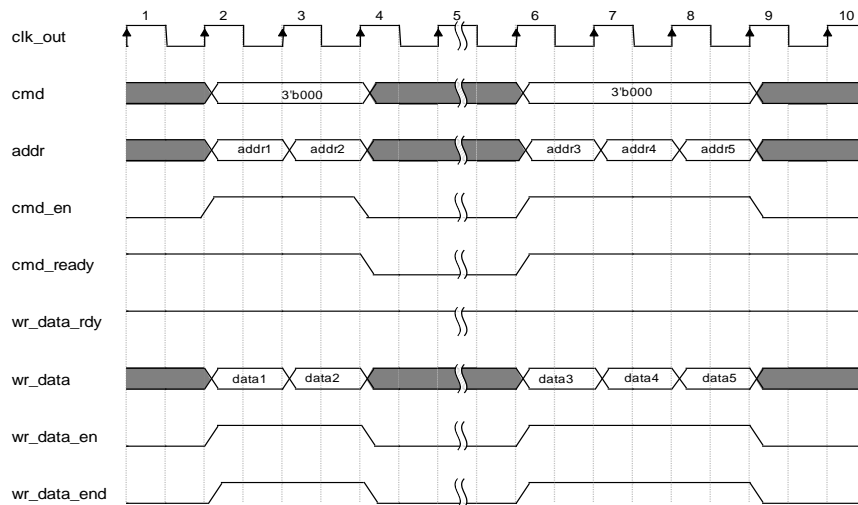 1 2 3 4 5 6 7 8 9 10
clk_out
cmd 3'b000 3'b000
addr addr1 addr2 addr3 addr4 addr5
cmd_en
cmd_ready
wr_data_rdy
wr_data data1 data2 data3 data4 data5
wr_data_en
wr_data_end